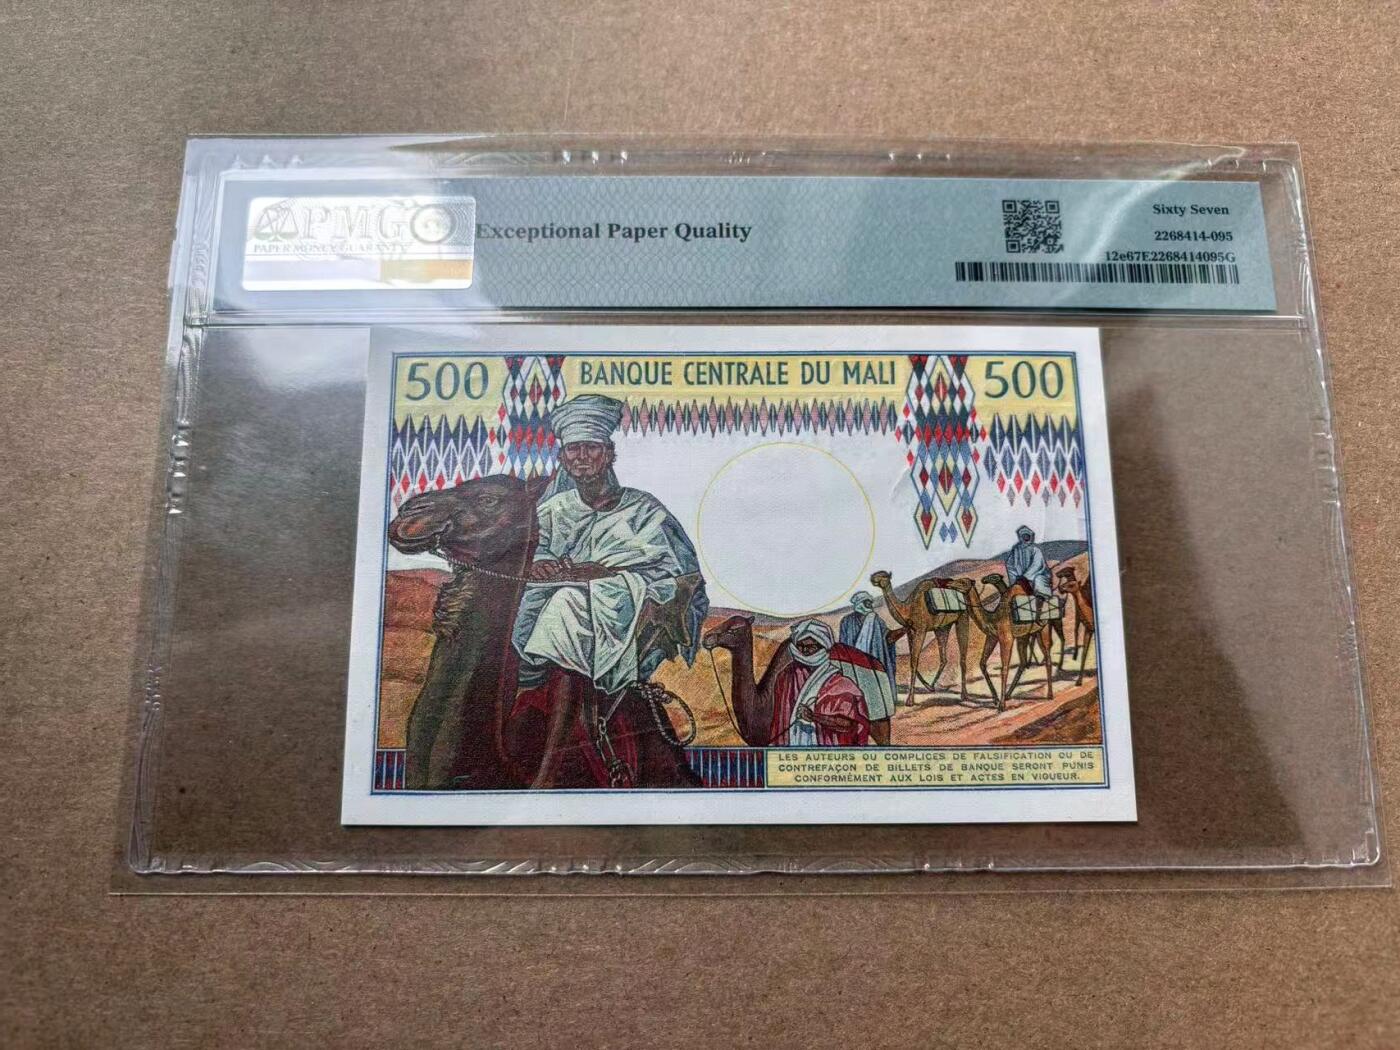 PMG
PAPER MONEY GUARANTY
Exceptional Paper Quality
Sixty Seven
2268414-095
12e67E2268414095G
500
BANQUE CENTRALE DU MALI
500
LES AUTEURS OU COMPLICES DE FALSIFICATION OU DE
CONTREFAÇON DE BILLETS DE BANQUE SERONT PUNIS
CONFORMÉMENT AUX LOIS ET ACTES EN VIGUEUR.